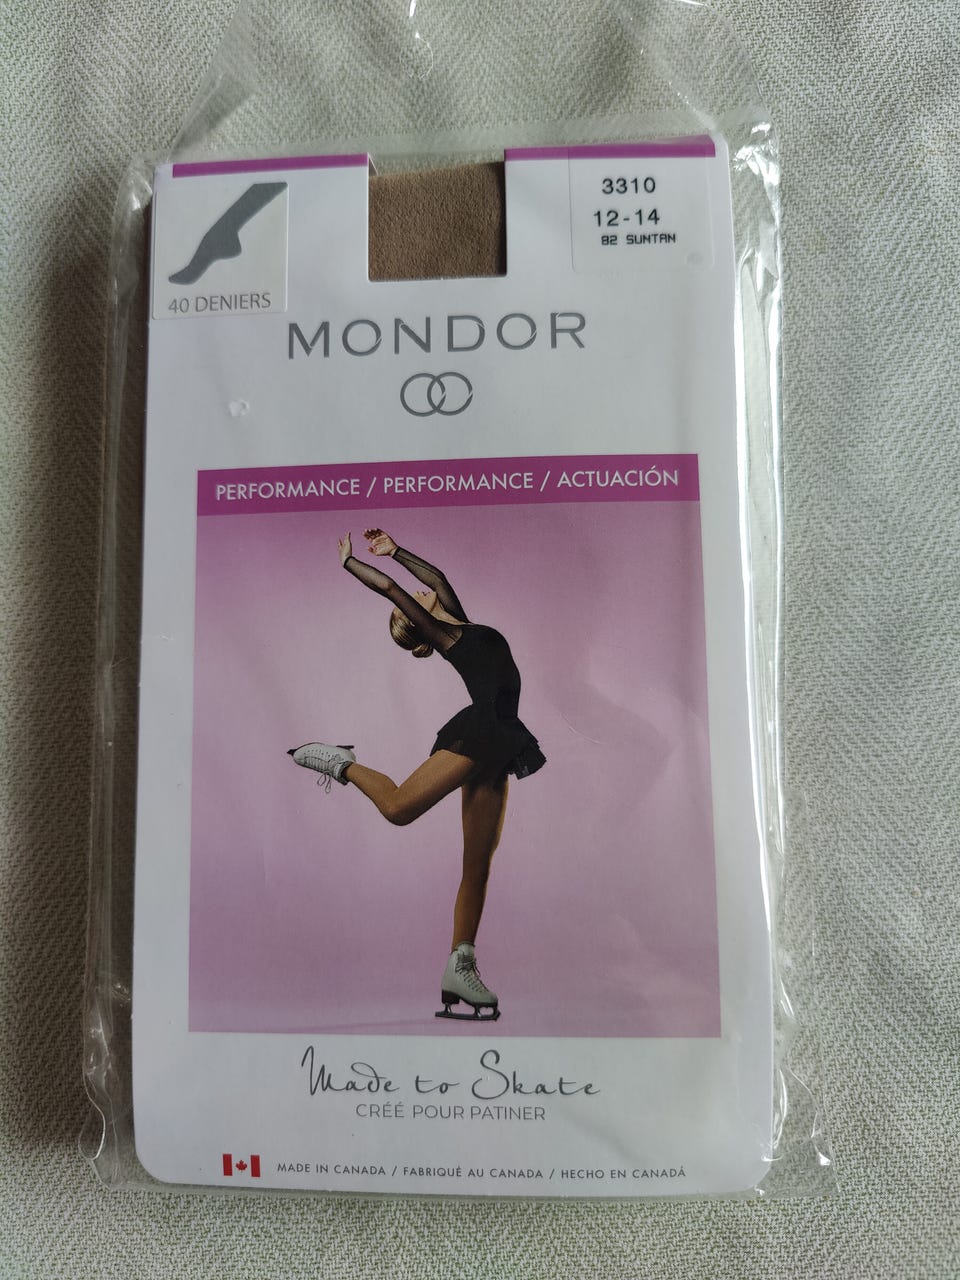 3310
12-14
82 SUNTAN
40 DENIERS
MONDOR
PERFORMANCE / PERFORMANCE / ACTUACIÓN
Made to Skate
CRÉÉ POUR PATINER
MADE IN CANADA / FABRIQUÉ AU CANADA / HECHO EN CANADÁ